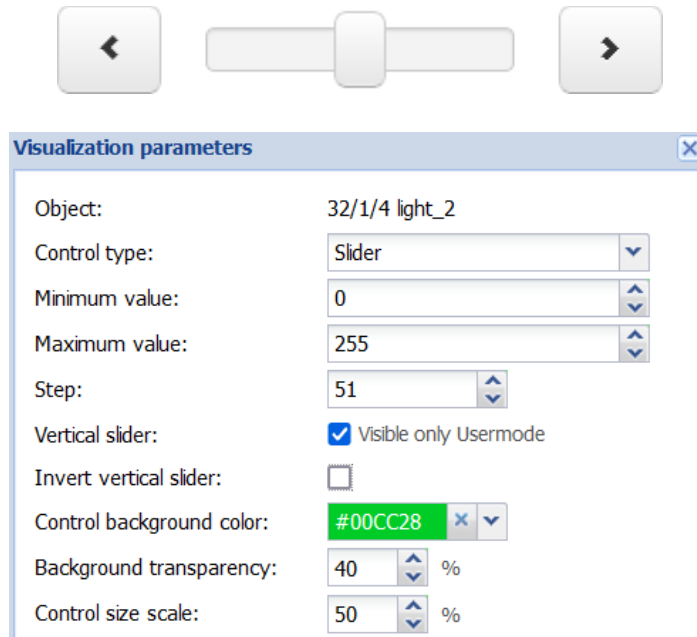 Visualization parameters
Object: 32/1/4 light_2
Control type: Slider
Minimum value: 0
Maximum value: 255
Step: 51
Vertical slider: Visible only Usermode
Invert vertical slider:
Control background color: #00CC28
Background transparency: 40 %
Control size scale: 50 %